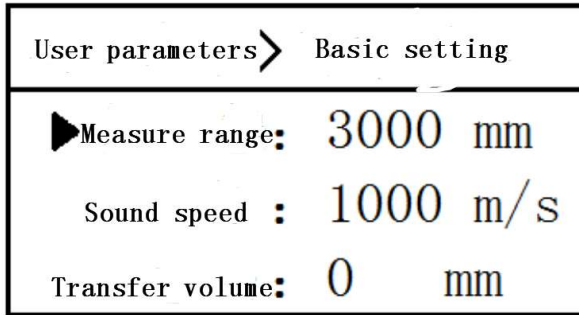 User parameters > Basic setting
▶Measure range: 3000 mm
Sound speed : 1000 m/s
Transfer volume: 0 mm